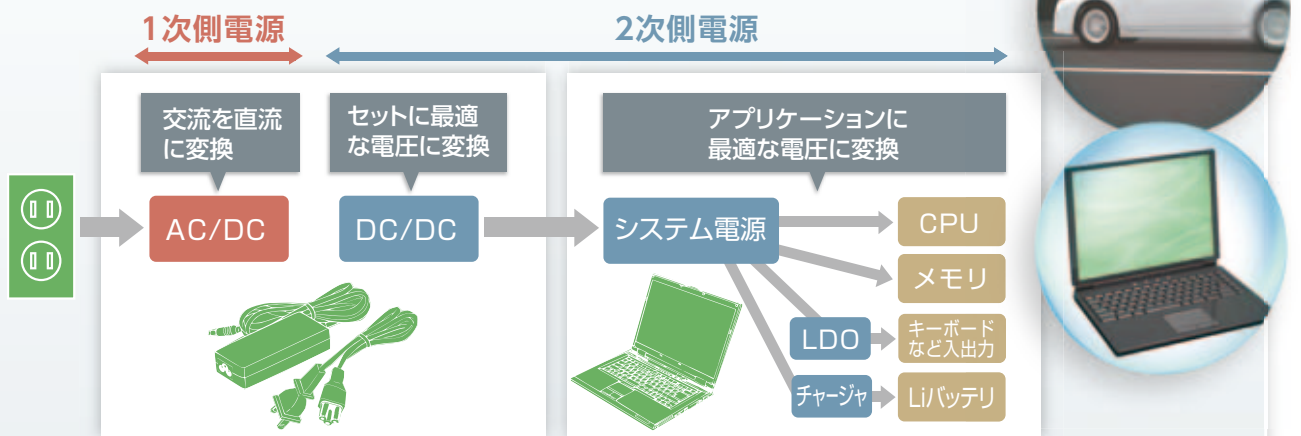 1次側電源
2次側電源
交流を直流
に変換
セットに最適
な電圧に変換
アプリケーションに
最適な電圧に変換
AC/DC
DC/DC
システム電源
CPU
メモリ
LDO
キーボード
など入出力
チャージャ
Liバッテリ